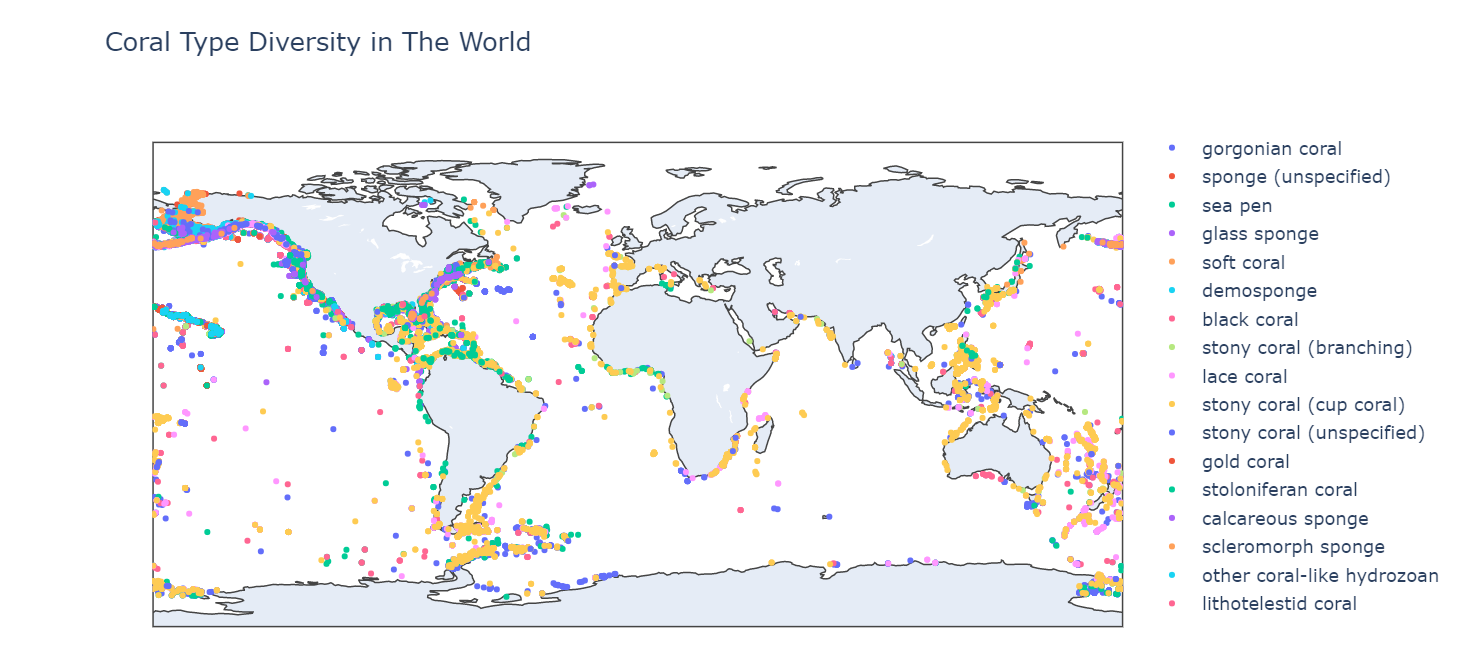 Coral Type Diversity in The World
gorgonian coral
sponge (unspecified)
sea pen
glass sponge
soft coral
demosponge
black coral
stony coral (branching)
lace coral
stony coral (cup coral)
stony coral (unspecified)
gold coral
stoloniferan coral
calcareous sponge
scleromorph sponge
other coral-like hydrozoan
lithotelestid coral